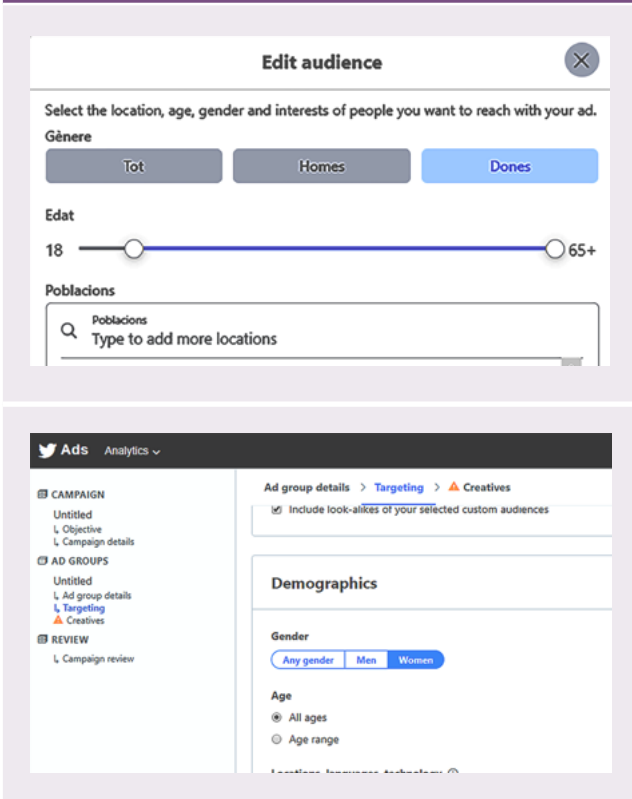 Edit audience
Select the location, age, gender and interests of people you want to reach with your ad.
Gènere
Tot Homes Dones
Edat
18 65+
Poblacions
Poblacions
Type to add more locations
Ads Analytics
CAMPAIGN
Untitled
Objective
Campaign details
AD GROUPS
Untitled
Ad group details
Targeting
Creatives
REVIEW
Campaign review
Ad group details > Targeting > Creatives
Include look-alikes of your selected custom audiences
Demographics
Gender
Any gender Men Women
Age
All ages
Age range
Locations, languages, technology